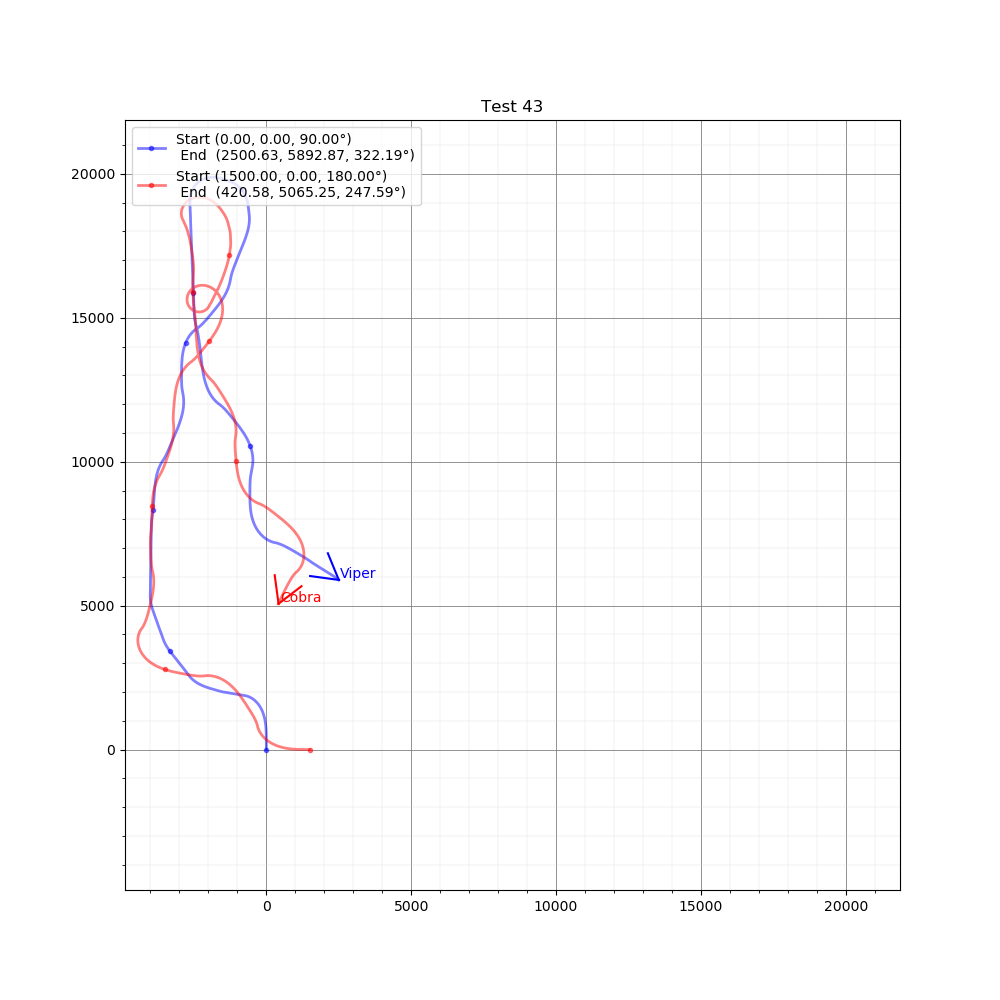 Test 43
Start (0.00, 0.00, 90.00°)
End (2500.63, 5892.87, 322.19°)
Start (1500.00, 0.00, 180.00°)
End (420.58, 5065.25, 247.59°)
20000
15000
10000
5000
0
Viper
Cobra
0
5000
10000
15000
20000